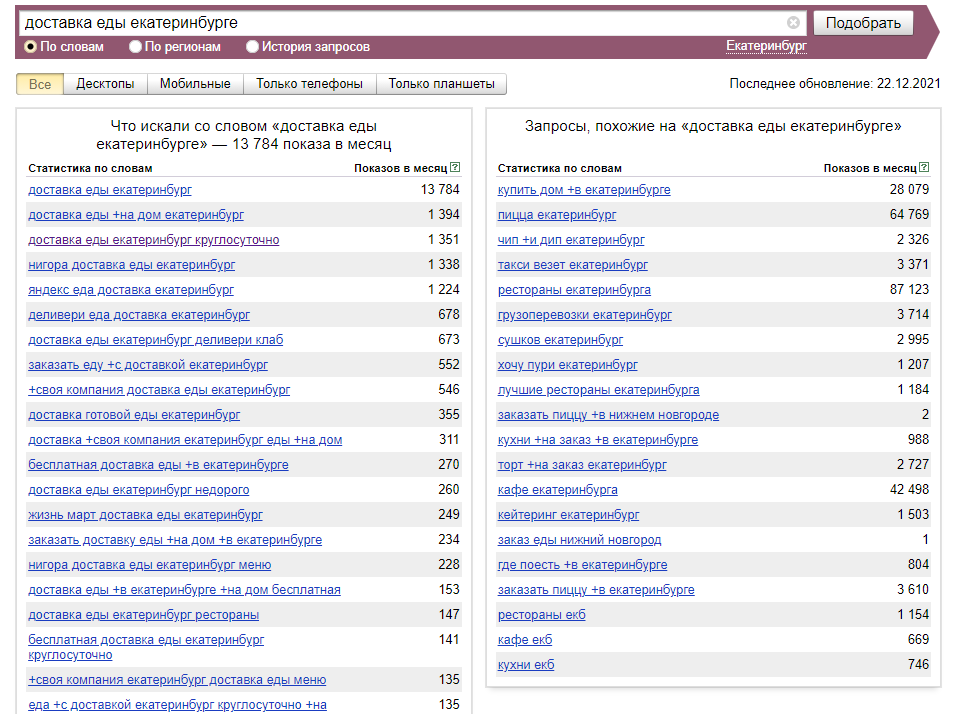 доставка еды екатеринбурге
Подобрать
По словам По регионам История запросов Екатеринбург
Все Десктопы Мобильные Только телефоны Только планшеты Последнее обновление: 22.12.2021
Что искали со словом «доставка еды
екатеринбурге» — 13 784 показа в месяц
Статистика по словам Показов в месяц ?
доставка еды екатеринбург 13 784
доставка еды +на дом екатеринбург 1 394
доставка еды екатеринбург круглосуточно 1 351
нигора доставка еды екатеринбург 1 338
яндекс еда доставка екатеринбург 1 224
деливери еда доставка екатеринбург 678
доставка еды екатеринбург деливери клаб 673
заказать еду +с доставкой екатеринбург 552
+своя компания доставка еды екатеринбург 546
доставка готовой еды екатеринбург 355
доставка +своя компания екатеринбург еды +на дом 311
бесплатная доставка еды +в екатеринбурге 270
доставка еды екатеринбург недорого 260
жизнь март доставка еды екатеринбург 249
заказать доставку еды +на дом +в екатеринбурге 234
нигора доставка еды екатеринбург меню 228
доставка еды +в екатеринбурге +на дом бесплатная 153
доставка еды екатеринбург рестораны 147
бесплатная доставка еды екатеринбург 141
круглосуточно
+своя компания екатеринбург доставка еды меню 135
еда +с доставкой екатеринбург круглосуточно +на 135
Запросы, похожие на «доставка еды екатеринбурге»
Статистика по словам Показов в месяц ?
купить дом +в екатеринбурге 28 079
пицца екатеринбург 64 769
чип +и дип екатеринбург 2 326
такси везет екатеринбург 3 371
рестораны екатеринбурга 87 123
грузоперевозки екатеринбург 3 714
сушков екатеринбург 2 995
хочу пури екатеринбург 1 207
лучшие рестораны екатеринбурга 1 184
заказать пиццу +в нижнем новгороде 2
кухни +на заказ +в екатеринбурге 988
торт +на заказ екатеринбург 2 727
кафе екатеринбурга 42 498
кейтеринг екатеринбург 1 503
заказ еды нижний новгород 1
где поесть +в екатеринбурге 804
заказать пиццу +в екатеринбурге 3 610
рестораны екб 1 154
кафе екб 669
кухни екб 746